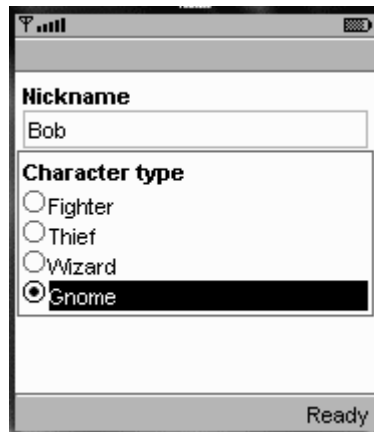 Nickname
Bob
Character type
Fighter
Thief
Wizard
Gnome
Ready